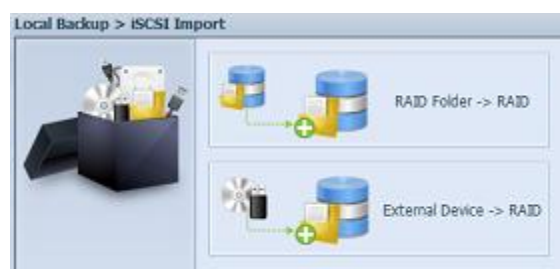 Local Backup > iSCSI Import
RAID Folder -> RAID
External Device -> RAID